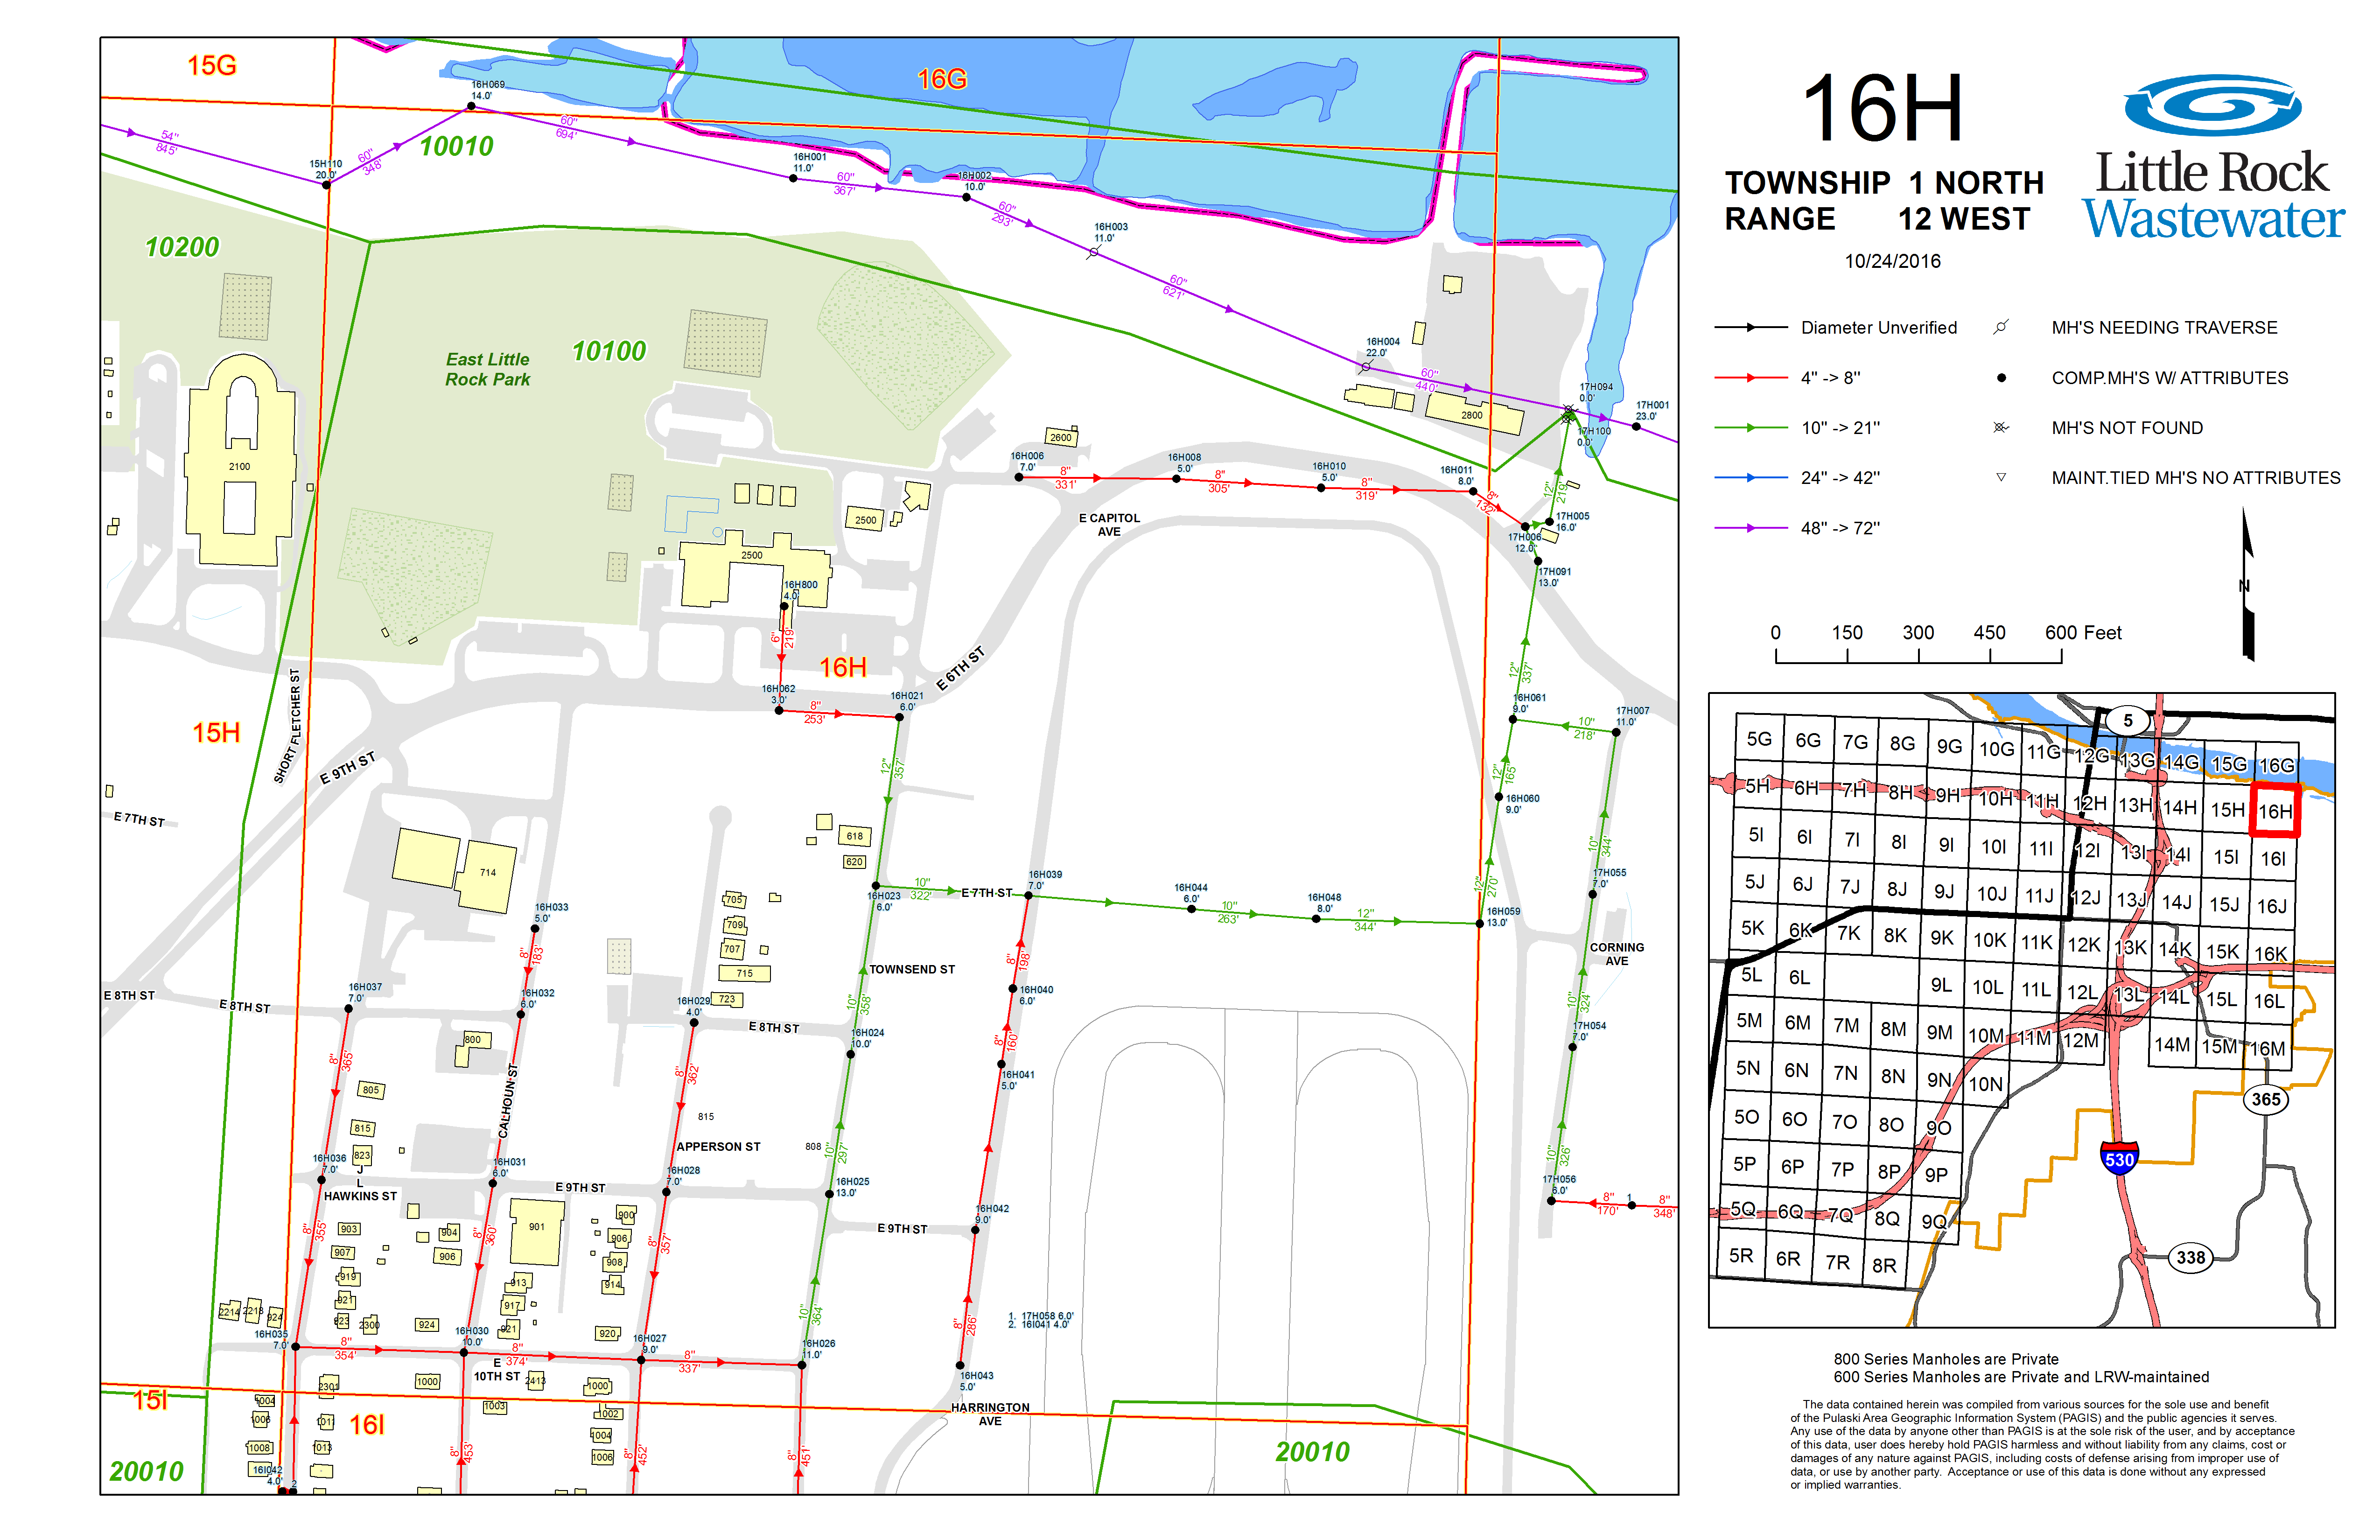 16H
TOWNSHIP 1 NORTH
RANGE 12 WEST
10/24/2016
Little Rock
Wastewater
Diameter Unverified
4" -> 8"
10" -> 21"
24" -> 42"
48" -> 72"
MH'S NEEDING TRAVERSE
COMP.MH'S W/ ATTRIBUTES
MH'S NOT FOUND
MAINT.TIED MH'S NO ATTRIBUTES
N
0 150 300 450 600 Feet
15G
16G
16H069
14.0'
54"
845'
15H110
20.0'
60"
348'
10010
60"
694'
16H001
11.0'
60"
367'
16H002
10.0'
60"
293'
16H003
11.0'
60"
621'
16H004
22.0'
60"
440'
17H094
0.0'
17H001
23.0'
17H100
0.0'
10200
10100
East Little
Rock Park
2100
2800
2600
16H006
7.0'
8"
331'
16H008
5.0'
8"
305'
16H010
5.0'
8"
319'
16H011
8.0'
8"
132'
12"
219'
17H005
16.0'
17H006
12.0'
17H091
13.0'
E CAPITOL
AVE
2500
2500
16H800
4.0'
6"
219'
16H062
3.0'
8"
253'
16H
16H021
6.0'
E 6TH ST
12"
337'
16H061
9.0'
10"
218'
17H007
11.0'
15H
SHORT FLETCHER ST
E 9TH ST
E 7TH ST
12"
357'
12"
165'
16H060
9.0'
618
620
714
10"
344'
16H023
6.0'
10"
322'
E 7TH ST
16H039
7.0'
16H044
6.0'
10"
263'
16H048
8.0'
12"
344'
16H059
13.0'
12"
270'
17H055
7.0'
16H033
5.0'
8"
183'
705
709
707
715
723
TOWNSEND ST
8"
198'
CORNING
AVE
E 8TH ST
E 8TH ST
16H037
7.0'
16H032
6.0'
16H029
4.0'
E 8TH ST
10"
358'
16H024
10.0'
16H040
6.0'
8"
160'
16H041
5.0'
10"
324'
17H054
7.0'
8"
365'
800
805
815
823
CALHOUN ST
8"
362'
815
APPERSON ST
808
10"
297'
10"
326'
16H036
7.0'
J
L
HAWKINS ST
16H031
6.0'
E 9TH ST
16H028
7.0'
16H025
13.0'
17H056
6.0'
8"
170'
1
8"
348'
8"
355'
903
907
919
921
923
2300
904
906
924
8"
360'
901
913
917
921
900
906
908
914
920
8"
357'
16H042
9.0'
E 9TH ST
10"
364'
8"
286'
1. 17H058 6.0'
2. 16I041 4.0'
2214
2218
924
16H035
7.0'
8"
354'
16H030
10.0'
8"
374'
E
10TH ST
16H027
9.0'
8"
337'
16H026
11.0'
16H043
5.0'
HARRINGTON
AVE
15I
16I
20010
20010
1004
1008
2301
1011
1013
1000
2413
1003
1000
1002
1004
1006
16I042
4.0'
2
8"
453'
8"
452'
8"
451'
5
5G 6G 7G 8G 9G 10G 11G 12G 13G 14G 15G 16G
5H 6H 7H 8H 9H 10H 11H 12H 13H 14H 15H 16H
5I 6I 7I 8I 9I 10I 11I 12I 13I 14I 15I 16I
5J 6J 7J 8J 9J 10J 11J 12J 13J 14J 15J 16J
5K 6K 7K 8K 9K 10K 11K 12K 13K 14K 15K 16K
5L 6L 9L 10L 11L 12L 13L 14L 15L 16L
5M 6M 7M 8M 9M 10M 11M 12M 14M 15M 16M
5N 6N 7N 8N 9N 10N
5O 6O 7O 8O 9O
5P 6P 7P 8P 9P
5Q 6Q 7Q 8Q 9Q
5R 6R 7R 8R
365
530
338
800 Series Manholes are Private
600 Series Manholes are Private and LRW-maintained
The data contained herein was compiled from various sources for the sole use and benefit
of the Pulaski Area Geographic Information System (PAGIS) and the public agencies it serves.
Any use of the data by anyone other than PAGIS is at the sole risk of the user, and by acceptance
of this data, user does hereby hold PAGIS harmless and without liability from any claims, cost or
damages of any nature against PAGIS, including costs of defense arising from improper use of
data, or use by another party. Acceptance or use of this data is done without any expressed
or implied warranties.